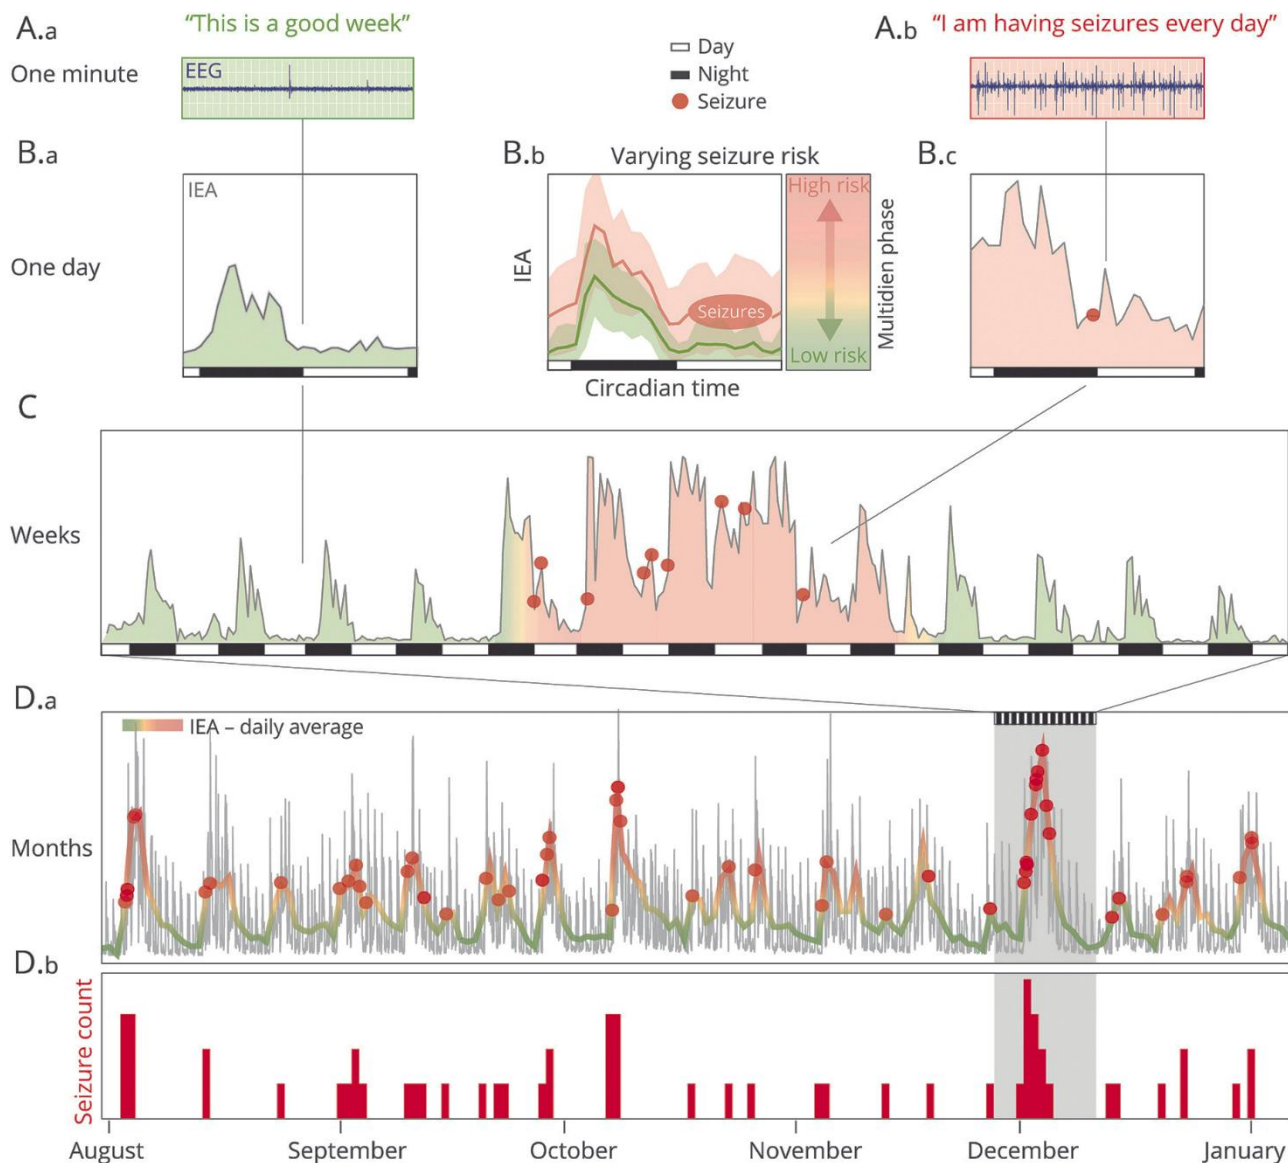 A.a
“This is a good week”
A.b
“I am having seizures every day”
Day
Night
Seizure
One minute
EEG
B.a
B.b
Varying seizure risk
B.c
IEA
High risk
One day
IEA
Seizures
Multidien phase
Low risk
Circadian time
C
Weeks
D.a
IEA – daily average
Months
D.b
Seizure count
August
September
October
November
December
January